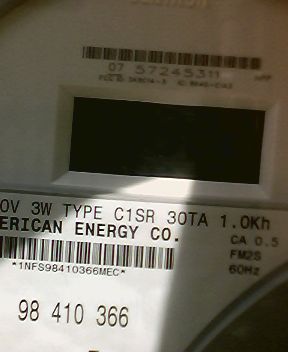 07 57245311
OV 3W TYPE C1SR 30TA 1.0Kh
ERICAN ENERGY CO.
CA 0.5
FM2S
*1NFS98410366MEC*
60Hz
98 410 366